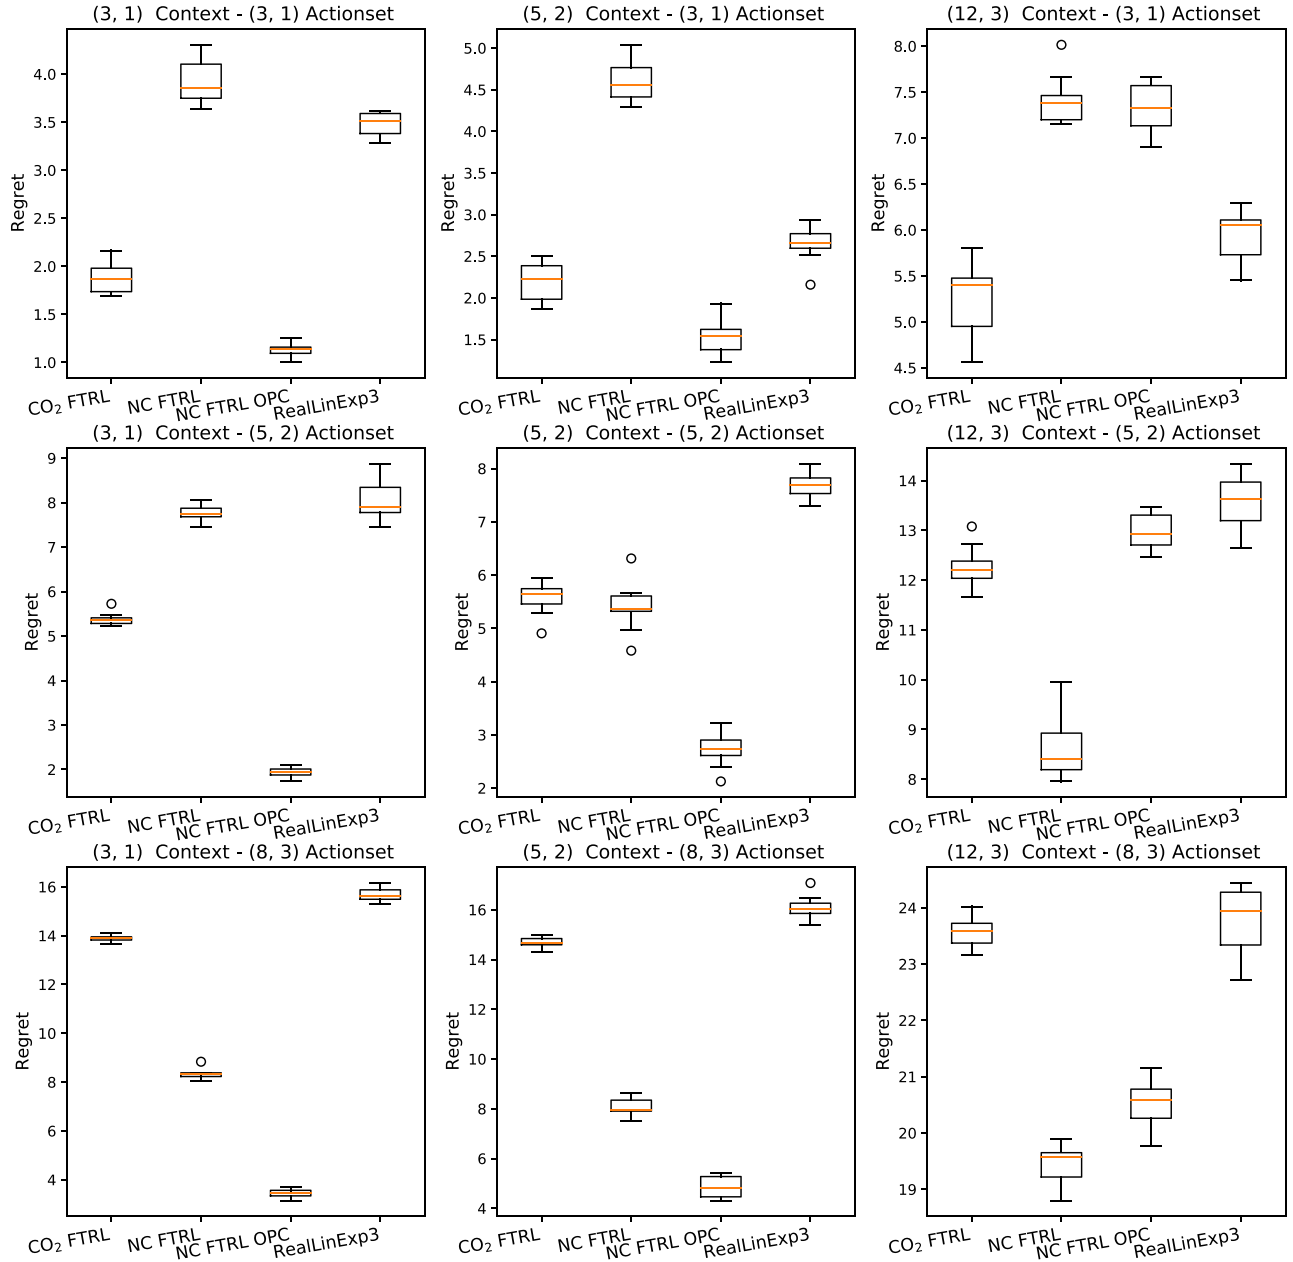 (3, 1) Context - (3, 1) Actionset
4.0
3.5
3.0
2.5
2.0
1.5
1.0
Regret
CO₂ FTRL
NC FTRL
NC FTRL OPC
RealLinExp3
(5, 2) Context - (3, 1) Actionset
5.0
4.5
4.0
3.5
3.0
2.5
2.0
1.5
Regret
CO₂ FTRL
NC FTRL
NC FTRL OPC
RealLinExp3
(12, 3) Context - (3, 1) Actionset
8.0
7.5
7.0
6.5
6.0
5.5
5.0
4.5
Regret
CO₂ FTRL
NC FTRL
NC FTRL OPC
RealLinExp3
(3, 1) Context - (5, 2) Actionset
9
8
7
6
5
4
3
2
Regret
CO₂ FTRL
NC FTRL
NC FTRL OPC
RealLinExp3
(5, 2) Context - (5, 2) Actionset
8
7
6
5
4
3
2
Regret
CO₂ FTRL
NC FTRL
NC FTRL OPC
RealLinExp3
(12, 3) Context - (5, 2) Actionset
14
13
12
11
10
9
8
Regret
CO₂ FTRL
NC FTRL
NC FTRL OPC
RealLinExp3
(3, 1) Context - (8, 3) Actionset
16
14
12
10
8
6
4
Regret
CO₂ FTRL
NC FTRL
NC FTRL OPC
RealLinExp3
(5, 2) Context - (8, 3) Actionset
16
14
12
10
8
6
4
Regret
CO₂ FTRL
NC FTRL
NC FTRL OPC
RealLinExp3
(12, 3) Context - (8, 3) Actionset
24
23
22
21
20
19
Regret
CO₂ FTRL
NC FTRL
NC FTRL OPC
RealLinExp3